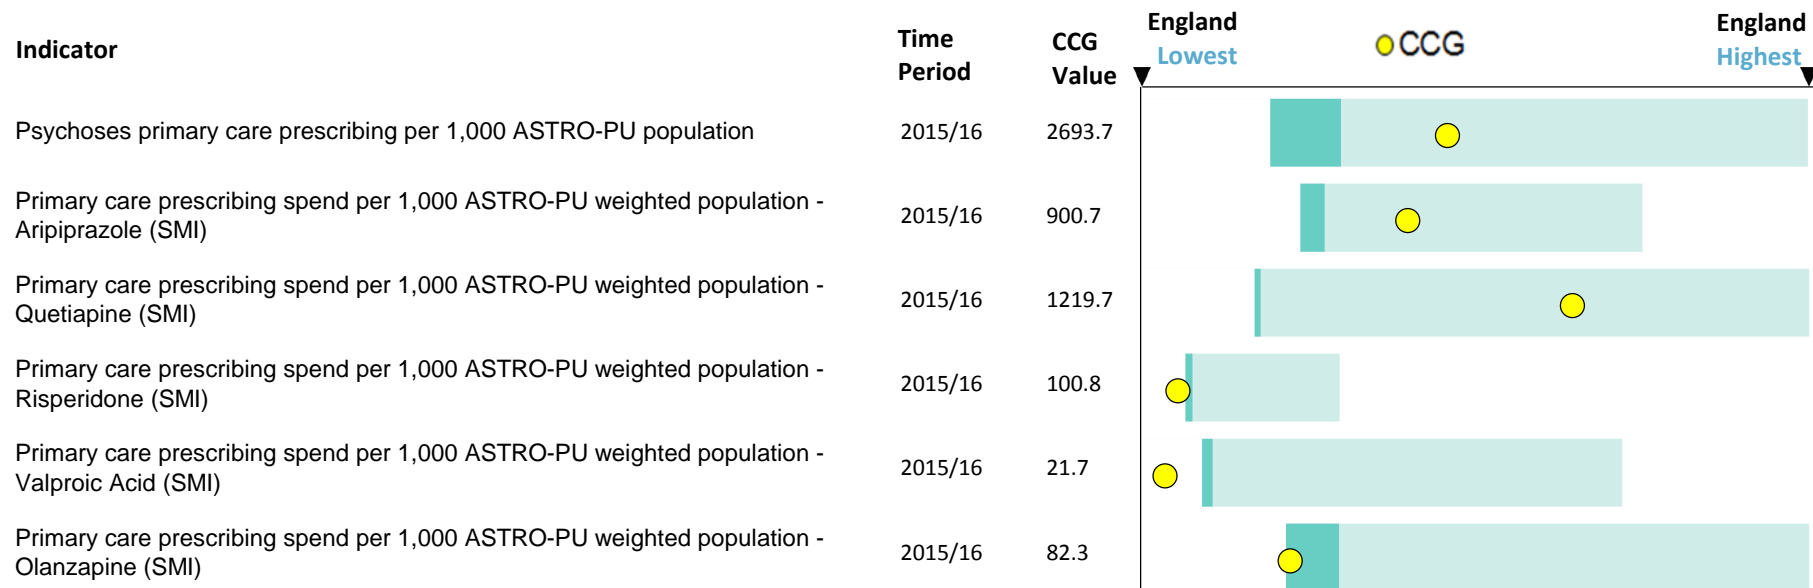 Indicator
Time
Period
CCG
Value
England
Lowest
CCG
England
Highest
Psychoses primary care prescribing per 1,000 ASTRO-PU population
2015/16
2693.7
Primary care prescribing spend per 1,000 ASTRO-PU weighted population -
Aripiprazole (SMI)
2015/16
900.7
Primary care prescribing spend per 1,000 ASTRO-PU weighted population -
Quetiapine (SMI)
2015/16
1219.7
Primary care prescribing spend per 1,000 ASTRO-PU weighted population -
Risperidone (SMI)
2015/16
100.8
Primary care prescribing spend per 1,000 ASTRO-PU weighted population -
Valproic Acid (SMI)
2015/16
21.7
Primary care prescribing spend per 1,000 ASTRO-PU weighted population -
Olanzapine (SMI)
2015/16
82.3